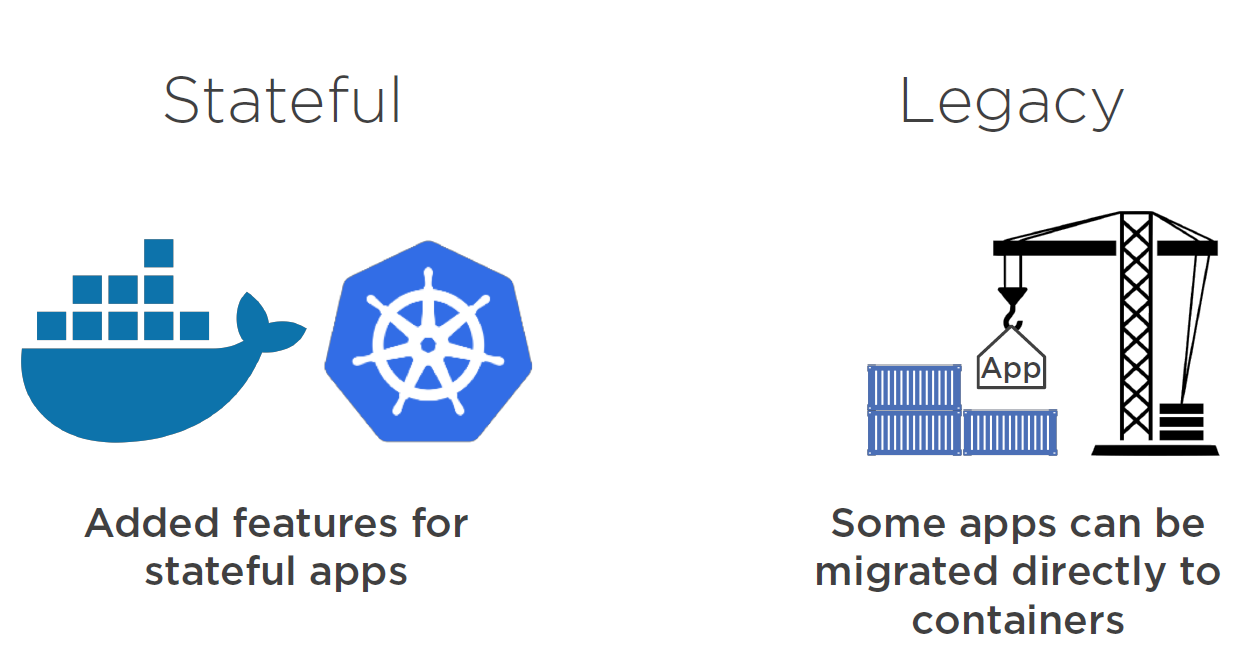 Stateful
Added features for
stateful apps
Legacy
App
Some apps can be
migrated directly to
containers